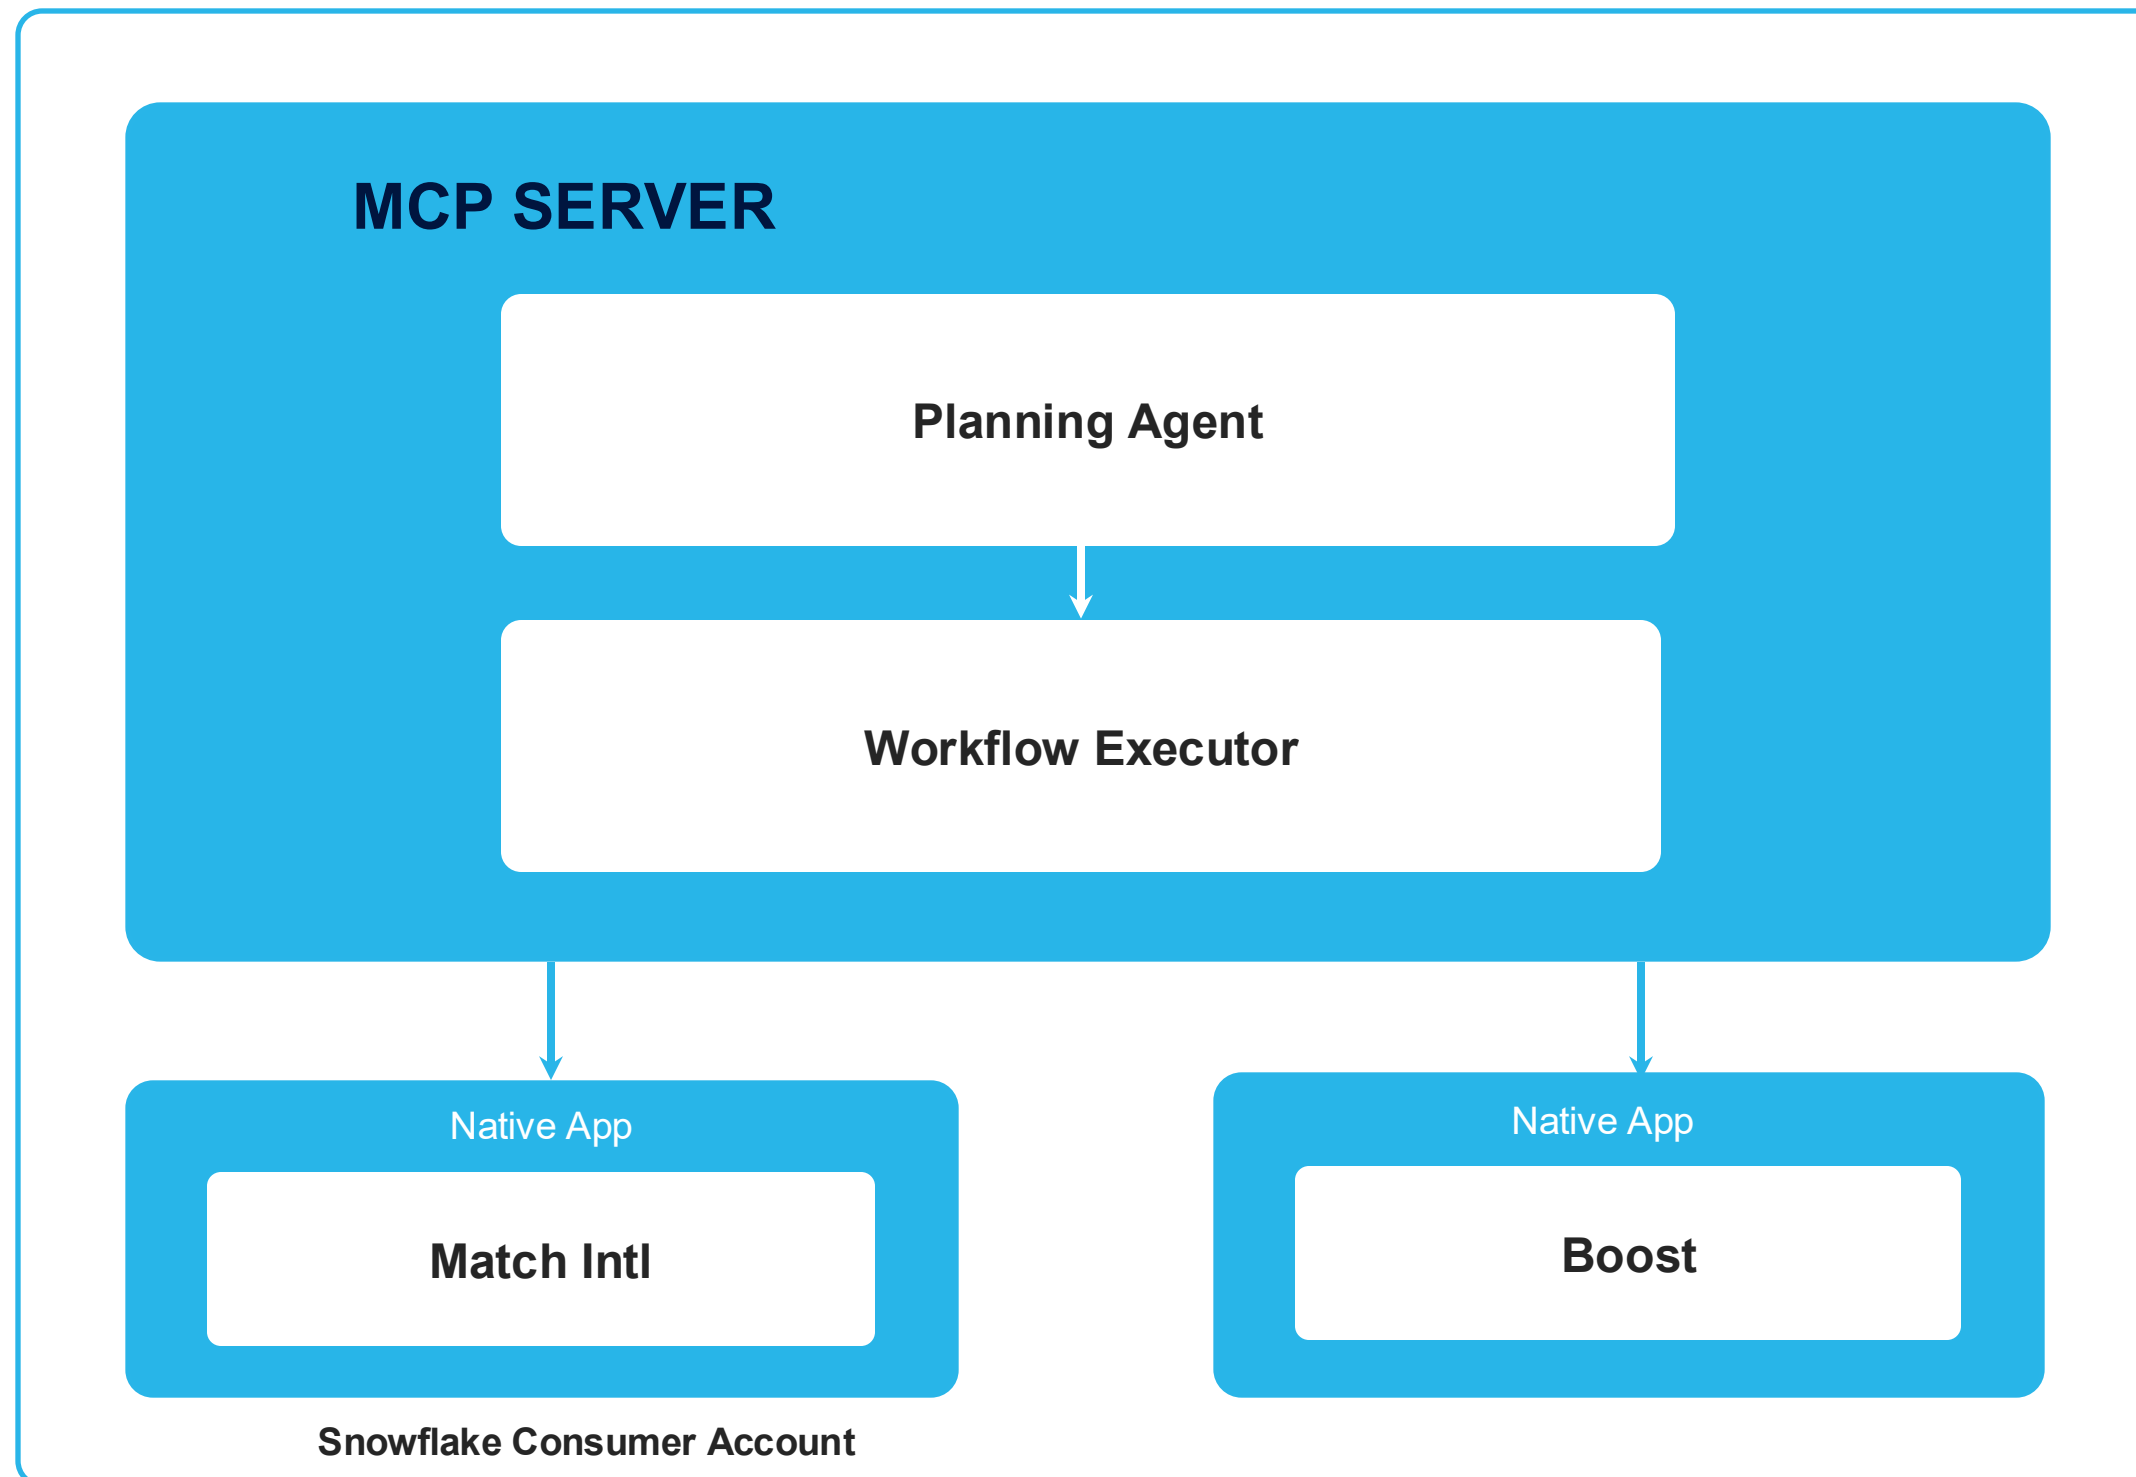 MCP SERVER
Planning Agent
Workflow Executor
Native App
Match Intl
Native App
Boost
Snowflake Consumer Account